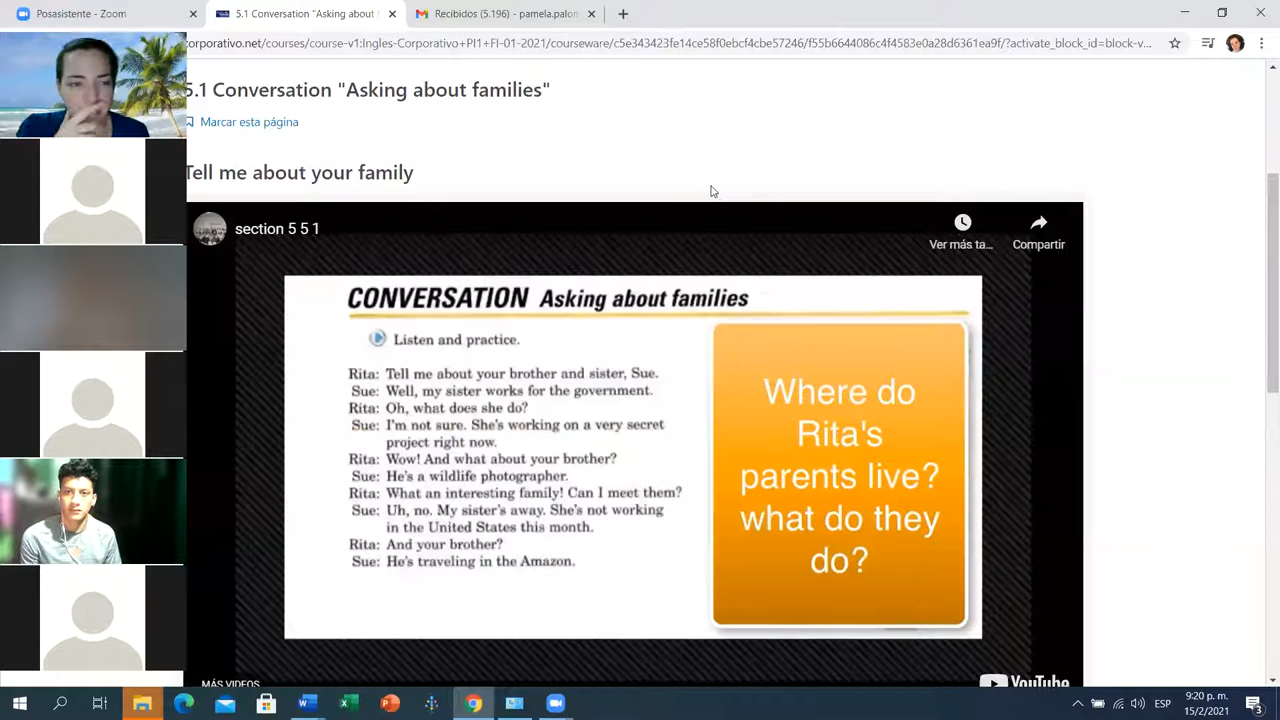 Posasistente - Zoom
5.1 Conversation "Asking about
Recibidos (5.196) - pamela.palon
orporativo.net/courses/course-v1:Ingles-Corporativo+PI1+FI-01-2021/courseware/c5e343423fe14ce58f0ebcf4cbe57246/f55b6644086c4f4583e0a28d6361ea9f/?activate_block_id=block-v...
5.1 Conversation "Asking about families"
Marcar esta página
Tell me about your family
section 5 5 1
Ver más ta...
Compartir
CONVERSATION Asking about families
Listen and practice.
Rita: Tell me about your brother and sister, Sue.
Sue: Well, my sister works for the government.
Rita: Oh, what does she do?
Sue: I'm not sure. She's working on a very secret
project right now.
Rita: Wow! And what about your brother?
Sue: He's a wildlife photographer.
Rita: What an interesting family! Can I meet them?
Sue: Uh, no. My sister's away. She's not working
in the United States this month.
Rita: And your brother?
Sue: He's traveling in the Amazon.
Where do
Rita's
parents live?
what do they
do?
MÁS VIDEOS
YouTube
ESP
9:20 p. m.
15/2/2021
3